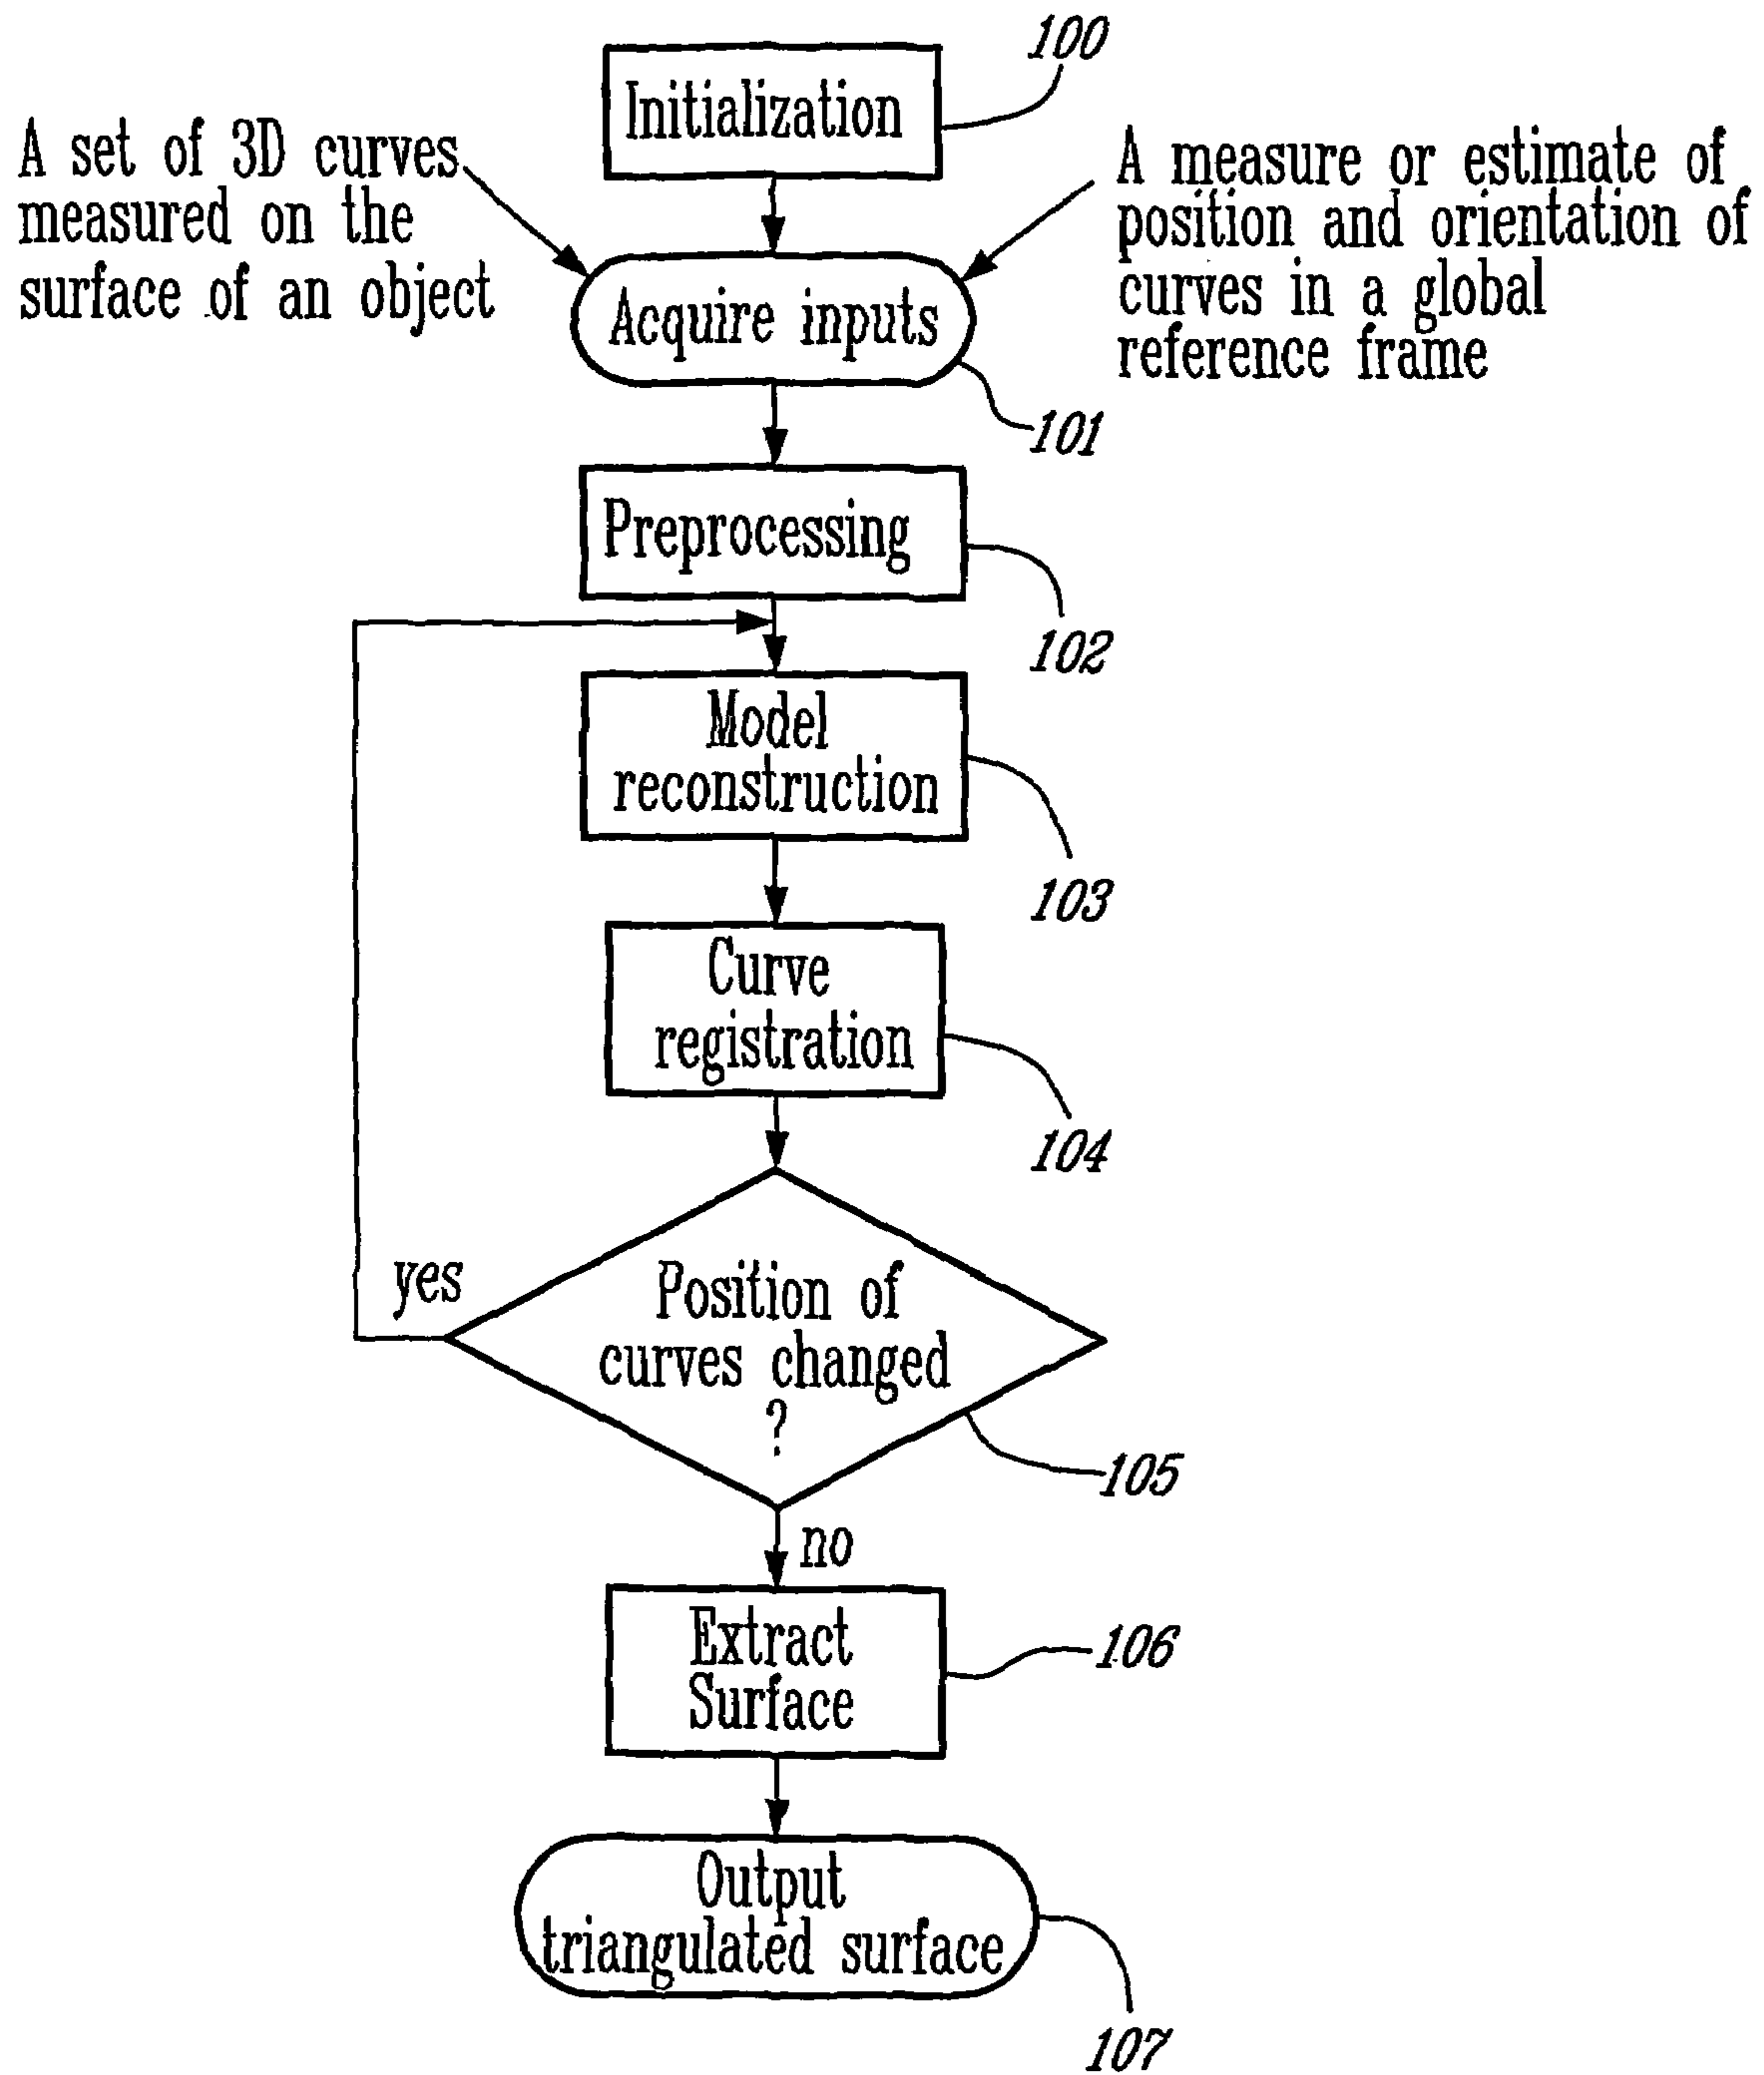 100
Initialization
A set of 3D curves
measured on the
surface of an object
A measure or estimate of
position and orientation of
curves in a global
reference frame
Acquire inputs
101
Preprocessing
102
Model
reconstruction
103
Curve
registration
104
yes
Position of
curves changed
?
105
no
Extract
Surface
106
Output
triangulated surface
107